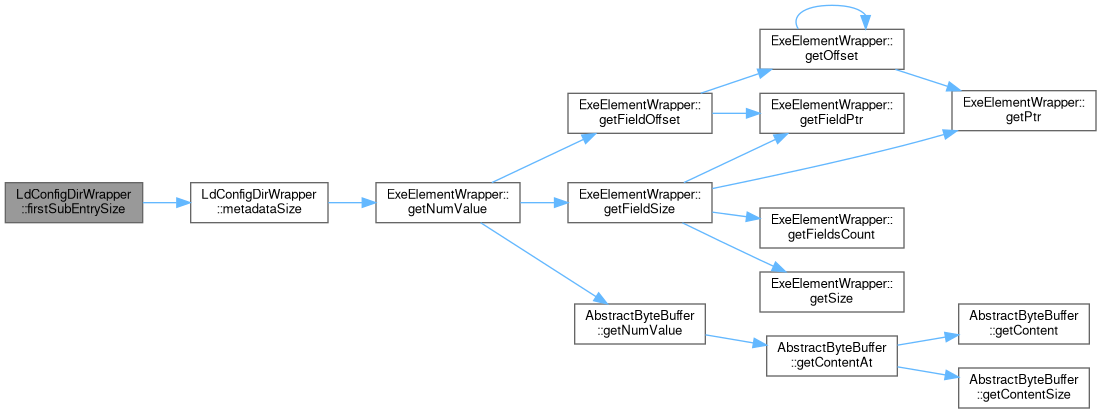 LdConfigDirWrapper
::firstSubEntrySize
LdConfigDirWrapper
::metadataSize
ExeElementWrapper::
getNumValue
ExeElementWrapper::
getFieldOffset
ExeElementWrapper::
getOffset
ExeElementWrapper::
getPtr
ExeElementWrapper::
getFieldPtr
ExeElementWrapper::
getFieldSize
ExeElementWrapper::
getFieldsCount
ExeElementWrapper::
getSize
AbstractByteBuffer
::getNumValue
AbstractByteBuffer
::getContentAt
AbstractByteBuffer
::getContent
AbstractByteBuffer
::getContentSize